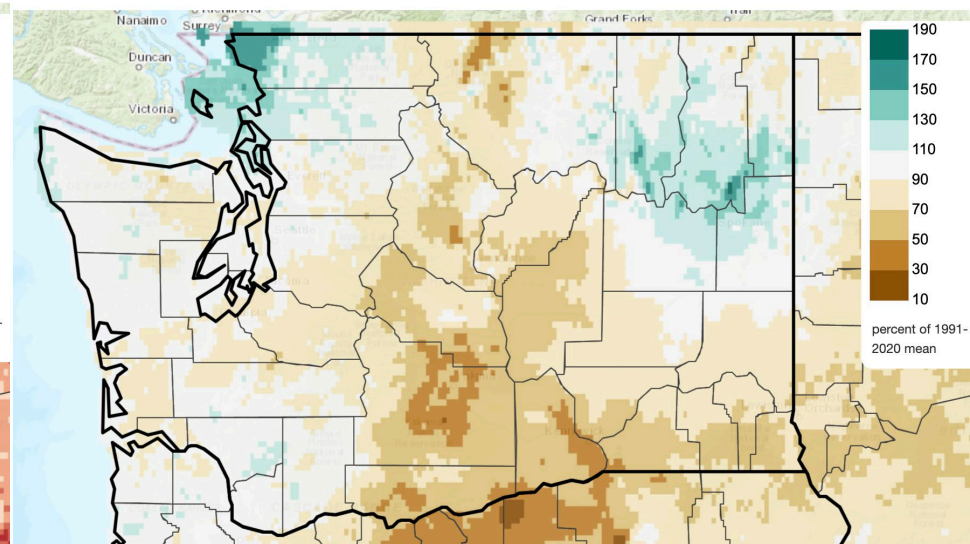 Nanaimo
Surrey
Duncan
Victoria
Grand Forks
190
170
150
130
110
90
70
50
30
10
percent of 1991-
2020 mean